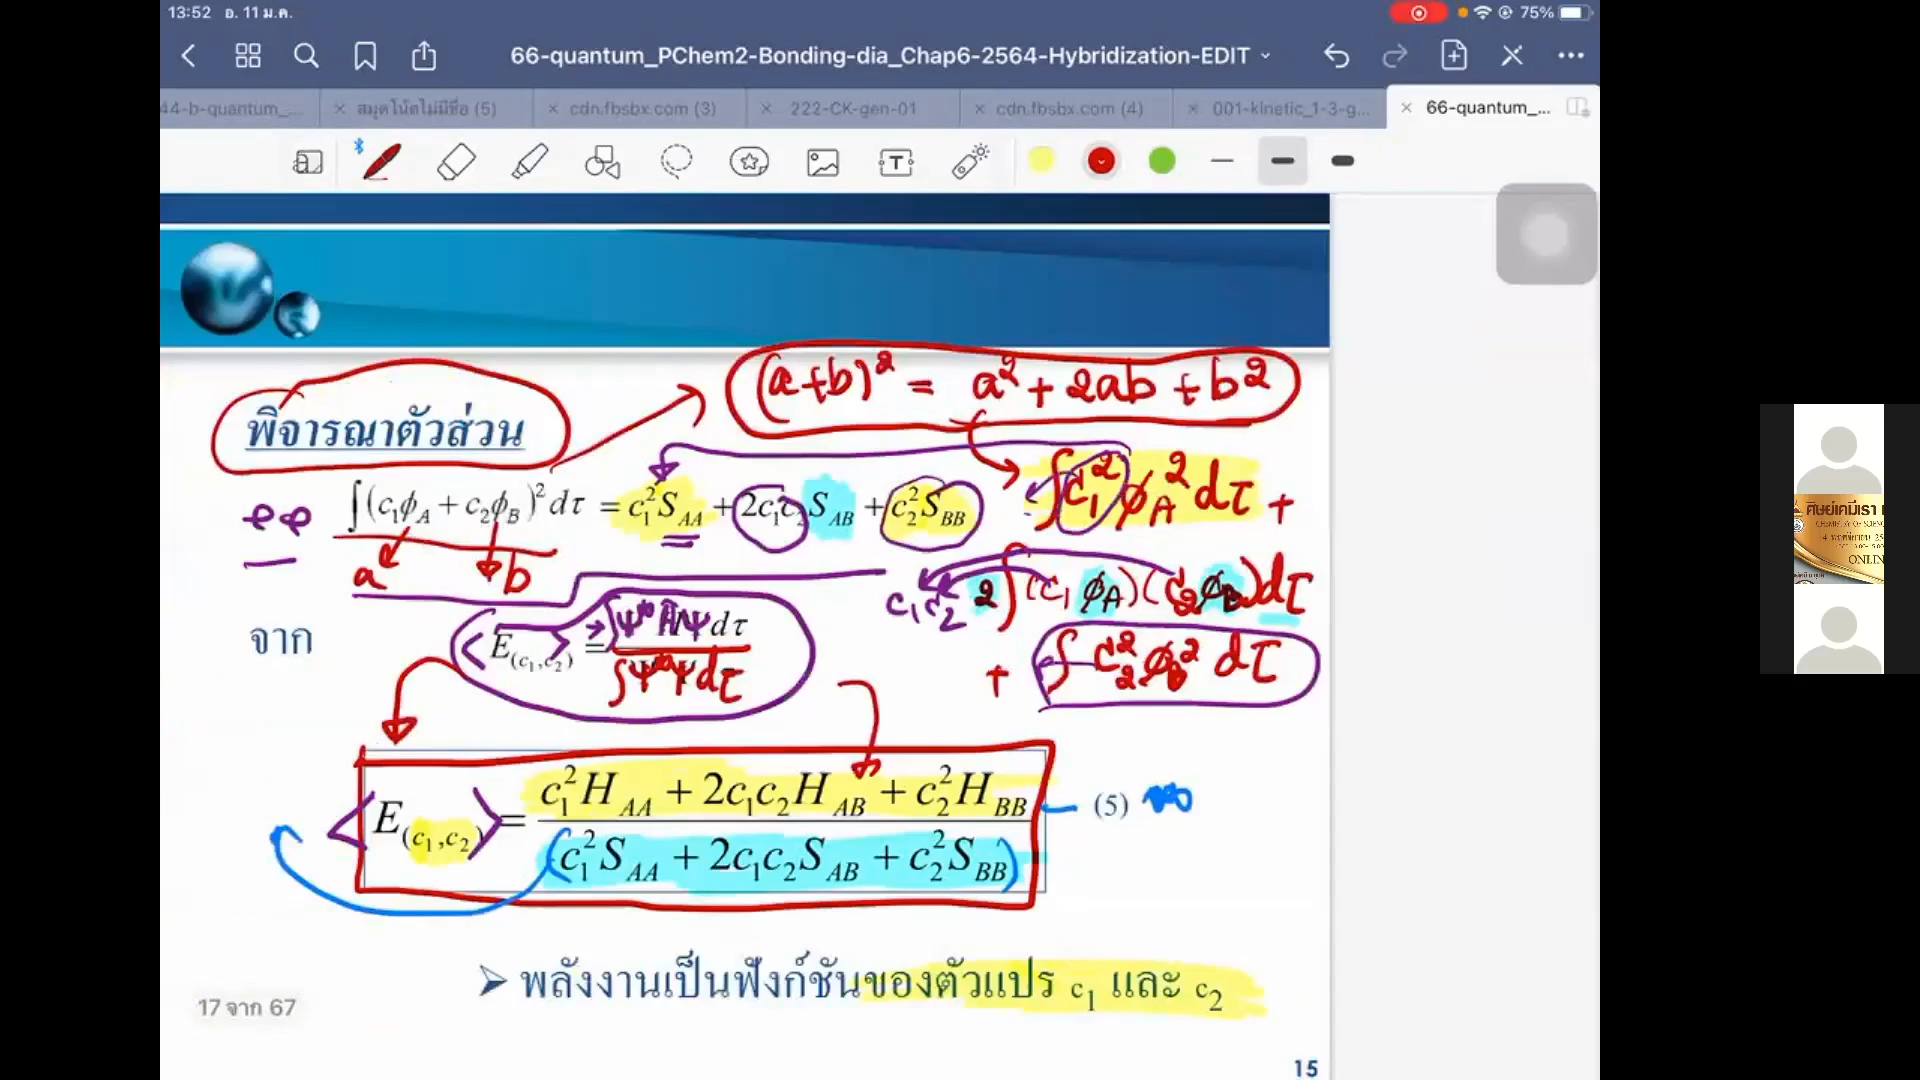 13:52 อ. 11 ม.ค.
75%
66-quantum_PChem2-Bonding-dia_Chap6-2564-Hybridization-EDIT
44-b-quantum_...
สมุดโน้ตไม่มีชื่อ (5)
cdn.fbsbx.com (3)
222-CK-gen-01
cdn.fbsbx.com (4)
001-kinetic_1-3-g...
66-quantum_...
(a+b)² = a² + 2ab + b²
พิจารณาตัวส่วน
∫(c₁ϕ_A + c₂ϕ_B)² dτ = c₁²S_AA + 2c₁c₂S_AB + c₂²S_BB
∫c₁²ϕ_A² dτ +
a b
c₁c₂ 2∫(c₁ϕ_A)(c₂ϕ_B)dτ
จาก
<E_(c₁,c₂)> = ∫Ψ*ĤΨdτ / ∫Ψ*Ψdτ
+ ∫c₂²ϕ_B² dτ
<E_(c₁,c₂)> = (c₁²H_AA + 2c₁c₂H_AB + c₂²H_BB) / (c₁²S_AA + 2c₁c₂S_AB + c₂²S_BB) (5)
➢ พลังงานเป็นฟังก์ชันของตัวแปร c₁ และ c₂
17 จาก 67
15
ศิษย์เคมีเรา
ONLIN